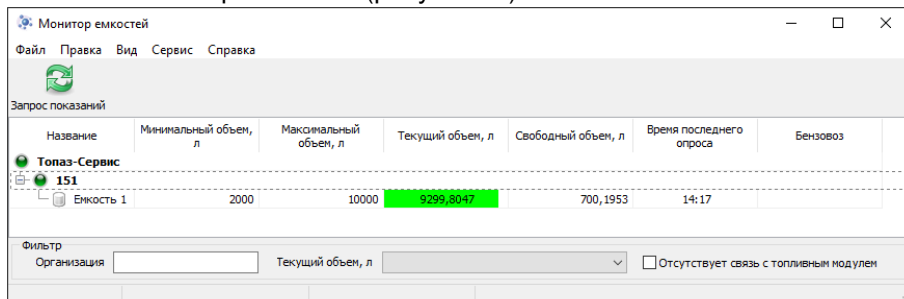 Монитор емкостей
Файл Правка Вид Сервис Справка
Запрос показаний
Название Минимальный объем, л Максимальный объем, л Текущий объем, л Свободный объем, л Время последнего опроса Бензовоз
Топаз-Сервис
151
Емкость 1 2000 10000 9299,8047 700,1953 14:17
Фильтр
Организация Текущий объем, л Отсутствует связь с топливным модулем